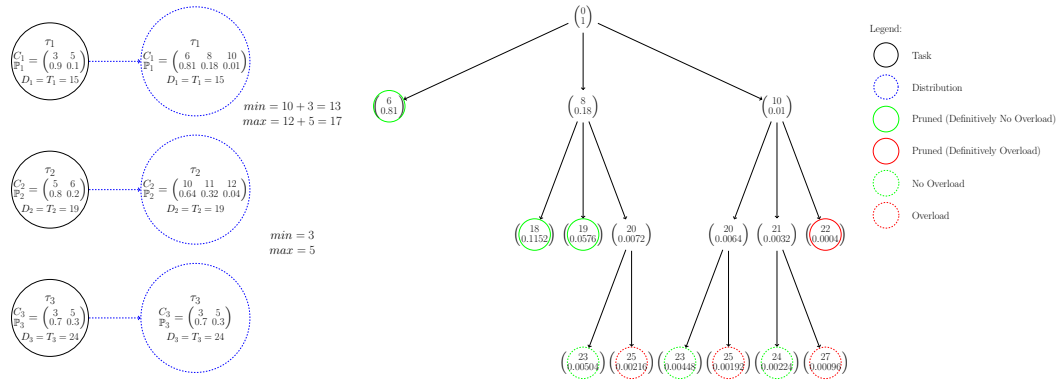 τ1
C1 = ( 3 5
ℙ1 0.9 0.1 )
D1 = T1 = 15
τ1
C1 = ( 6 8 10
ℙ1 0.81 0.18 0.01 )
D1 = T1 = 15
min = 10 + 3 = 13
max = 12 + 5 = 17
τ2
C2 = ( 5 6
ℙ2 0.8 0.2 )
D2 = T2 = 19
τ2
C2 = ( 10 11 12
ℙ2 0.64 0.32 0.04 )
D2 = T2 = 19
min = 3
max = 5
τ3
C3 = ( 3 5
ℙ3 0.7 0.3 )
D3 = T3 = 24
τ3
C3 = ( 3 5
ℙ3 0.7 0.3 )
D3 = T3 = 24
0
1
6
0.81
8
0.18
10
0.01
18
0.1152
19
0.0576
20
0.0072
20
0.0064
21
0.0032
22
0.0004
23
0.00504
25
0.00216
23
0.00448
25
0.00192
24
0.00224
27
0.00096
Legend:
Task
Distribution
Pruned (Definitively No Overload)
Pruned (Definitively Overload)
No Overload
Overload